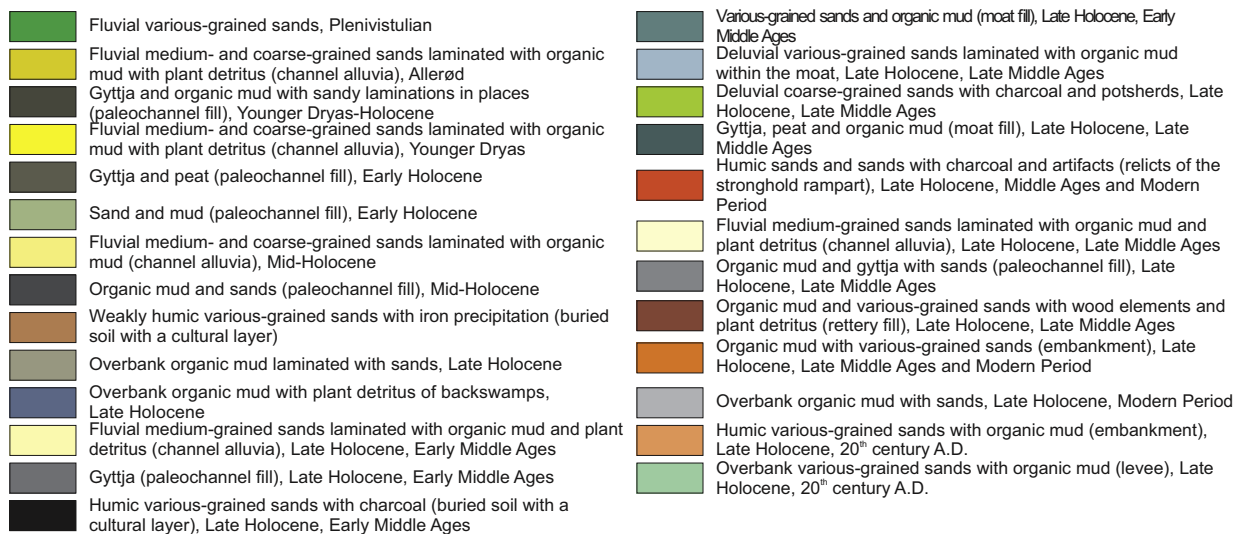 Fluvial various-grained sands, Plenivistulian
Fluvial medium- and coarse-grained sands laminated with organic
mud with plant detritus (channel alluvia), Allerød
Gyttja and organic mud with sandy laminations in places
(paleochannel fill), Younger Dryas-Holocene
Fluvial medium- and coarse-grained sands laminated with organic
mud with plant detritus (channel alluvia), Younger Dryas
Gyttja and peat (paleochannel fill), Early Holocene
Sand and mud (paleochannel fill), Early Holocene
Fluvial medium- and coarse-grained sands laminated with organic
mud (channel alluvia), Mid-Holocene
Organic mud and sands (paleochannel fill), Mid-Holocene
Weakly humic various-grained sands with iron precipitation (buried
soil with a cultural layer)
Overbank organic mud laminated with sands, Late Holocene
Overbank organic mud with plant detritus of backswamps,
Late Holocene
Fluvial medium-grained sands laminated with organic mud and plant
detritus (channel alluvia), Late Holocene, Early Middle Ages
Gyttja (paleochannel fill), Late Holocene, Early Middle Ages
Humic various-grained sands with charcoal (buried soil with a
cultural layer), Late Holocene, Early Middle Ages
Various-grained sands and organic mud (moat fill), Late Holocene, Early
Middle Ages
Deluvial various-grained sands laminated with organic mud
within the moat, Late Holocene, Late Middle Ages
Deluvial coarse-grained sands with charcoal and potsherds, Late
Holocene, Late Middle Ages
Gyttja, peat and organic mud (moat fill), Late Holocene, Late
Middle Ages
Humic sands and sands with charcoal and artifacts (relicts of the
stronghold rampart), Late Holocene, Middle Ages and Modern
Period
Fluvial medium-grained sands laminated with organic mud and
plant detritus (channel alluvia), Late Holocene, Late Middle Ages
Organic mud and gyttja with sands (paleochannel fill), Late
Holocene, Late Middle Ages
Organic mud and various-grained sands with wood elements and
plant detritus (rettery fill), Late Holocene, Late Middle Ages
Organic mud with various-grained sands (embankment), Late
Holocene, Late Middle Ages and Modern Period
Overbank organic mud with sands, Late Holocene, Modern Period
Humic various-grained sands with organic mud (embankment),
Late Holocene, 20th century A.D.
Overbank various-grained sands with organic mud (levee), Late
Holocene, 20th century A.D.